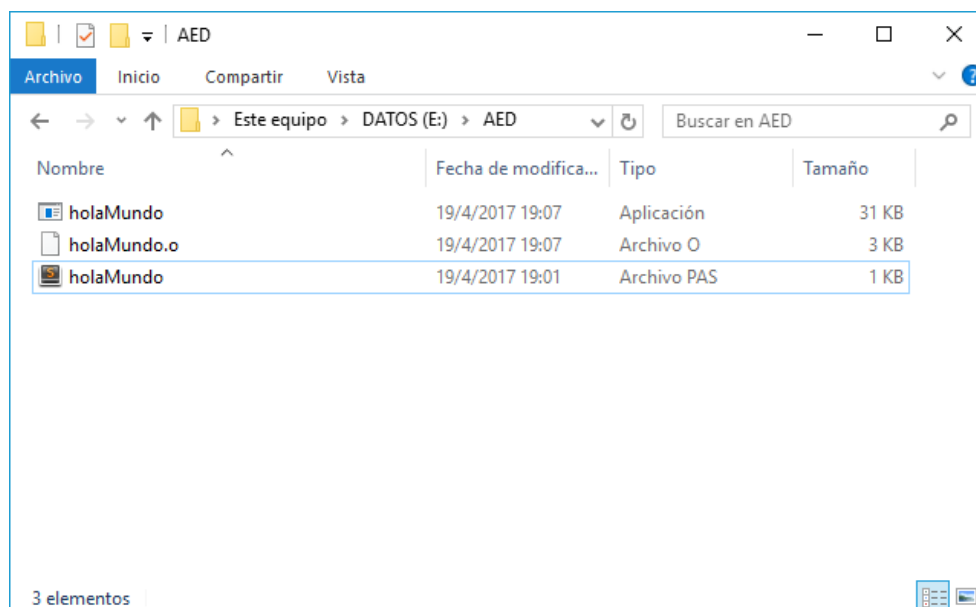 AED
Archivo Inicio Compartir Vista ?
Este equipo > DATOS (E:) > AED Buscar en AED
Nombre Fecha de modifica... Tipo Tamaño
holaMundo 19/4/2017 19:07 Aplicación 31 KB
holaMundo.o 19/4/2017 19:07 Archivo O 3 KB
holaMundo 19/4/2017 19:01 Archivo PAS 1 KB
3 elementos